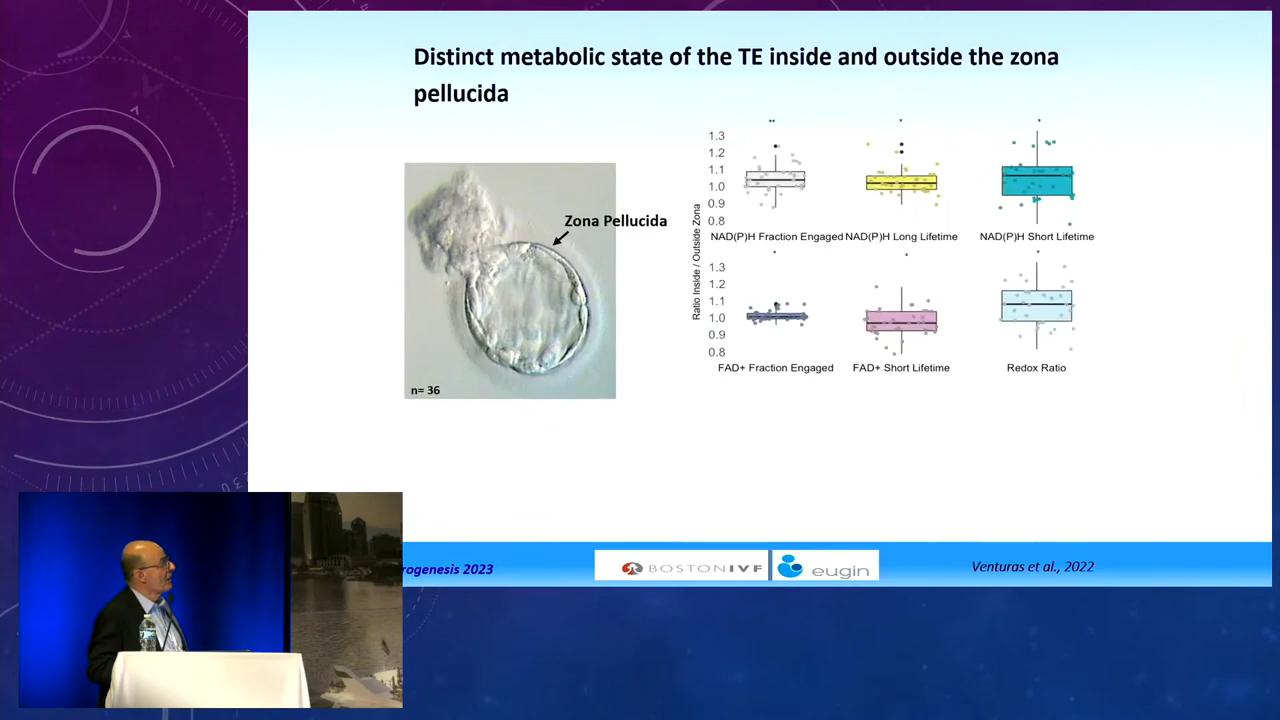 Distinct metabolic state of the TE inside and outside the zona
pellucida
Zona Pellucida
n= 36
Ratio Inside / Outside Zona
1.3
1.2
1.1
1.0
0.9
0.8
**
*
*
NAD(P)H Fraction Engaged
NAD(P)H Long Lifetime
NAD(P)H Short Lifetime
1.3
1.2
1.1
1.0
0.9
0.8
*
*
*
FAD+ Fraction Engaged
FAD+ Short Lifetime
Redox Ratio
rogenesis 2023
BOSTON IVF
eugin
Venturas et al., 2022